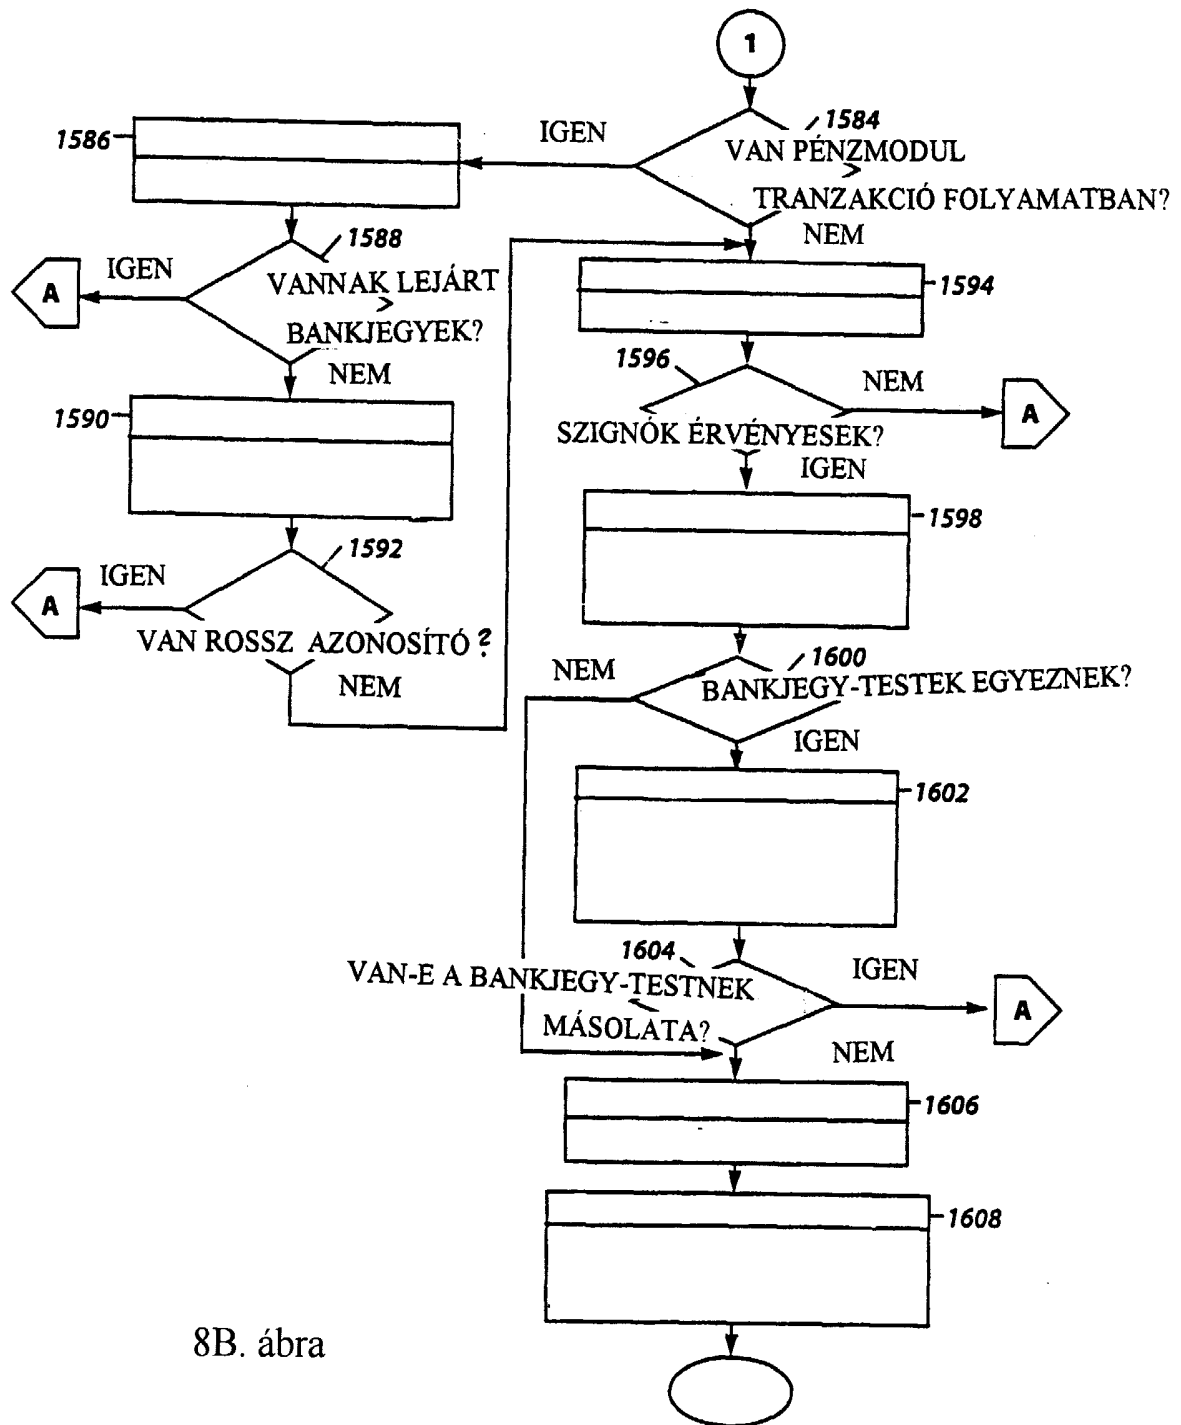 1
1584
VAN PÉNZMODUL
TRANZAKCIÓ FOLYAMATBAN?
IGEN
NEM
1586
1588
VANNAK LEJÁRT
BANKJEGYEK?
IGEN
A
NEM
1590
1592
IGEN
A
VAN ROSSZ AZONOSÍTÓ ?
NEM
1594
1596
NEM
A
SZIGNÓK ÉRVÉNYESEK?
IGEN
1598
1600
NEM
BANKJEGY-TESTEK EGYEZNEK?
IGEN
1602
1604
VAN-E A BANKJEGY-TESTNEK
MÁSOLATA?
IGEN
A
NEM
1606
1608
8B. ábra